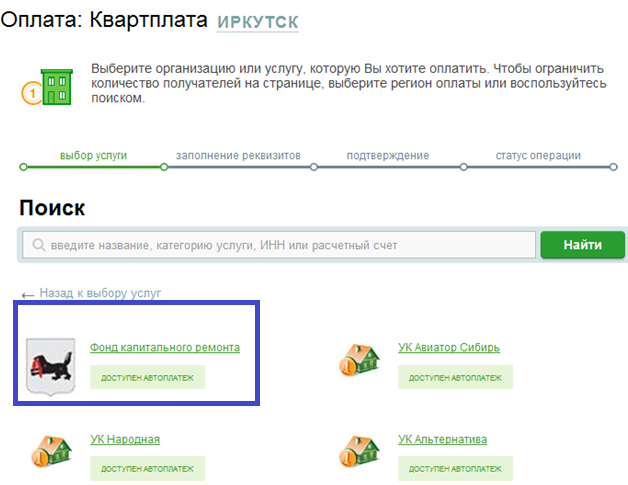 Оплата: Квартплата ИРКУТСК
Выберите организацию или услугу, которую Вы хотите оплатить. Чтобы ограничить
количество получателей на странице, выберите регион оплаты или воспользуйтесь
поиском.
1
выбор услуги заполнение реквизитов подтверждение статус операции
Поиск
введите название, категорию услуги, ИНН или расчетный счет Найти
← Назад к выбору услуг
Фонд капитального ремонта
ДОСТУПЕН АВТОПЛАТЕЖ
УК Авиатор Сибирь
ДОСТУПЕН АВТОПЛАТЕЖ
УК Народная
ДОСТУПЕН АВТОПЛАТЕЖ
УК Альтернатива
ДОСТУПЕН АВТОПЛАТЕЖ